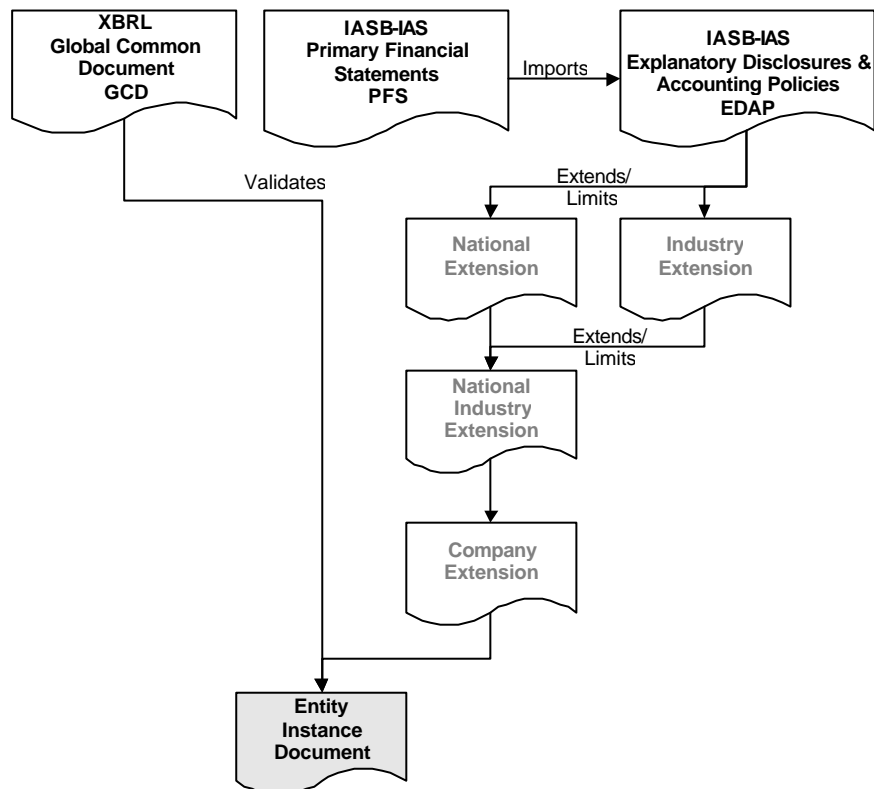 XBRL
Global Common
Document
GCD
IASB-IAS
Primary Financial
Statements
PFS
Imports
IASB-IAS
Explanatory Disclosures &
Accounting Policies
EDAP
Validates
Extends/
Limits
National
Extension
Industry
Extension
Extends/
Limits
National
Industry
Extension
Company
Extension
Entity
Instance
Document